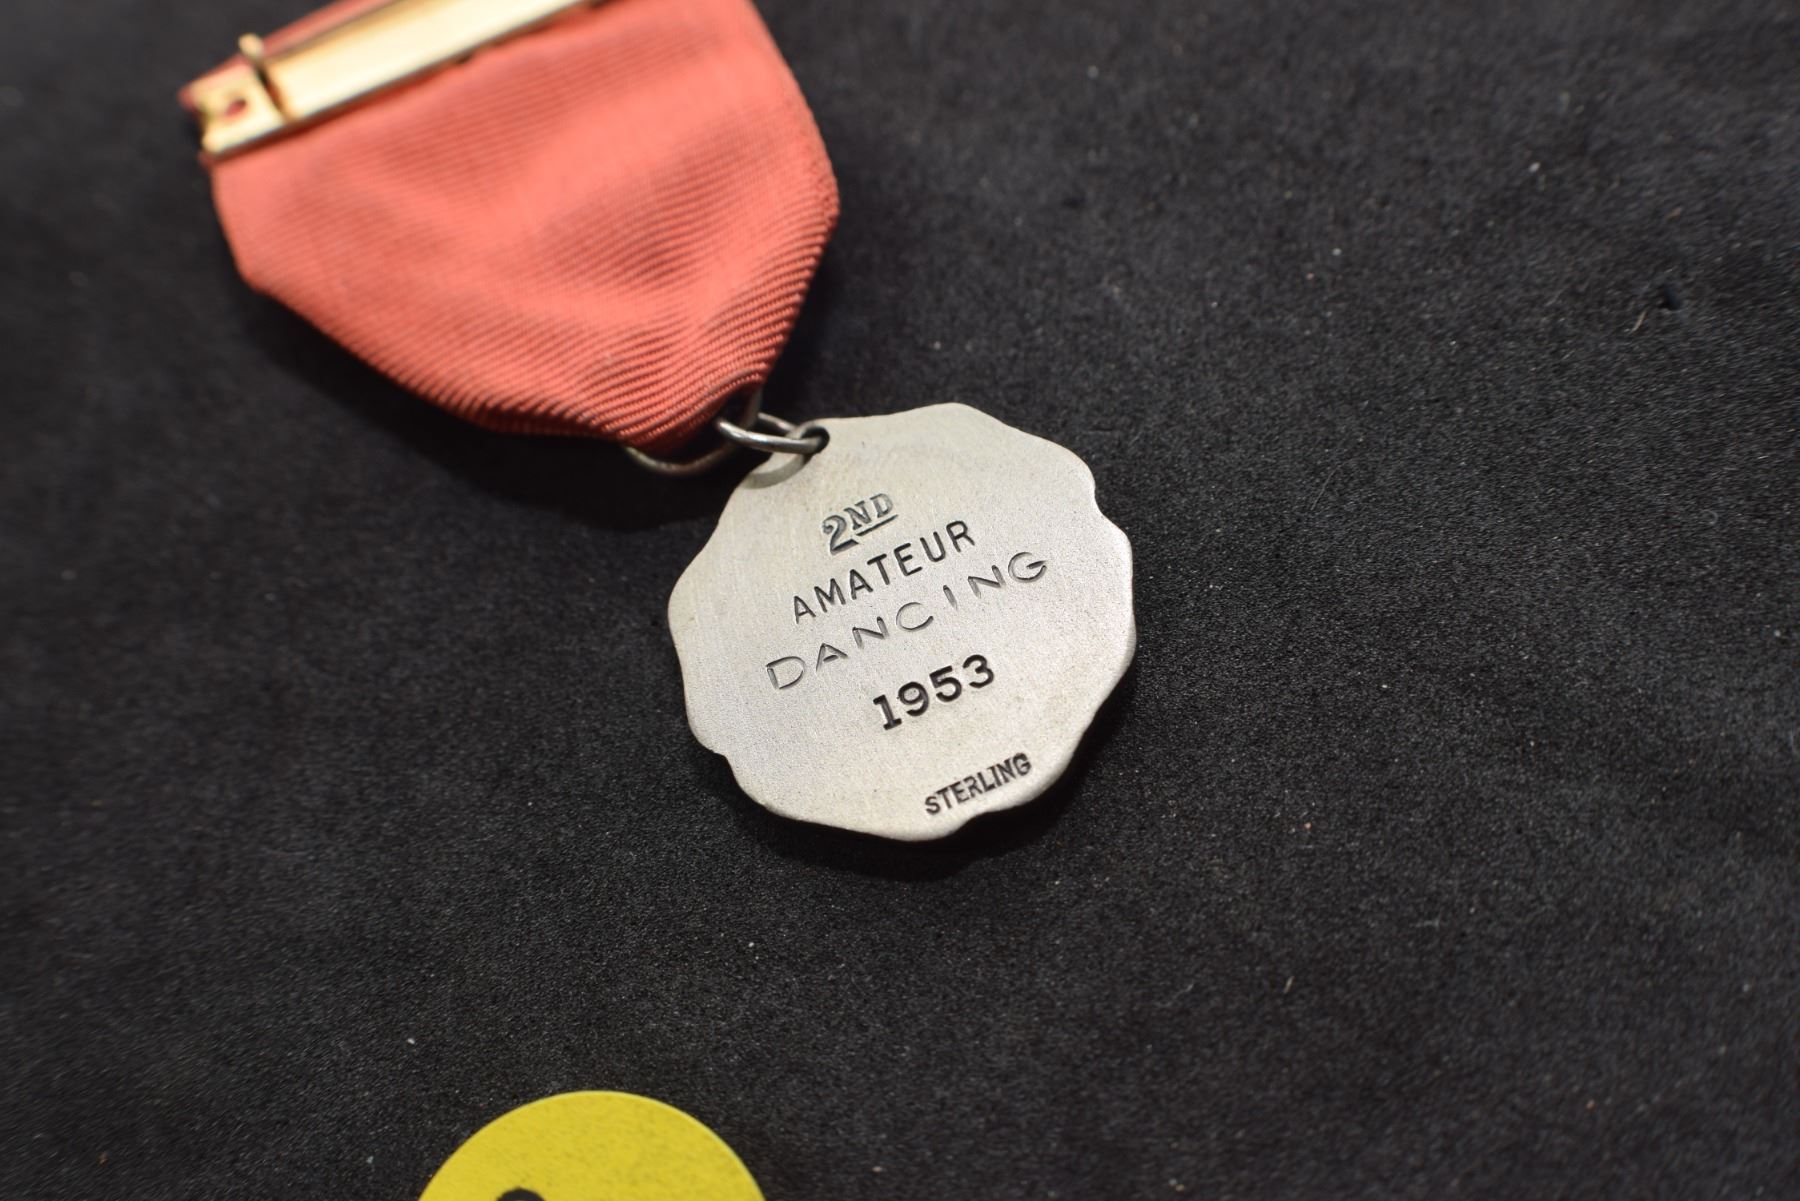 2ND
AMATEUR
DANCING
1953
STERLING